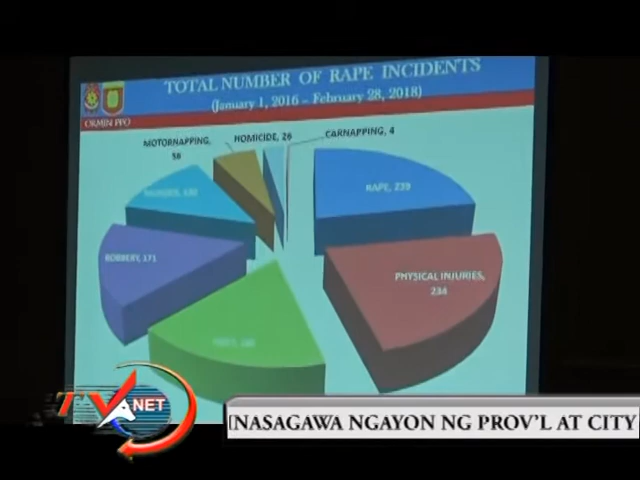 TOTAL NUMBER OF RAPE INCIDENTS
(January 1, 2016 – February 28, 2018)
ORMIN PPO
MOTORNAPPING,
58
HOMICIDE, 26
CARNAPPING, 4
RAPE, 239
ROBBERY, 171
PHYSICAL INJURIES,
234
TV NET
NASAGAWA NGAYON NG PROV'L AT CITY